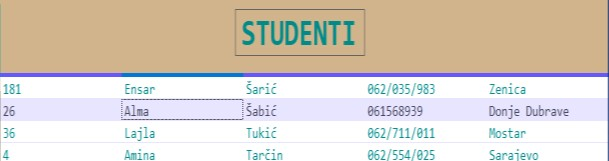 STUDENTI
181 Ensar Šarić 062/035/983 Zenica
26 Alma Šabić 061568939 Donje Dubrave
36 Lajla Tukić 062/711/011 Mostar
4 Amina Tarčin 062/554/025 Sarajevo